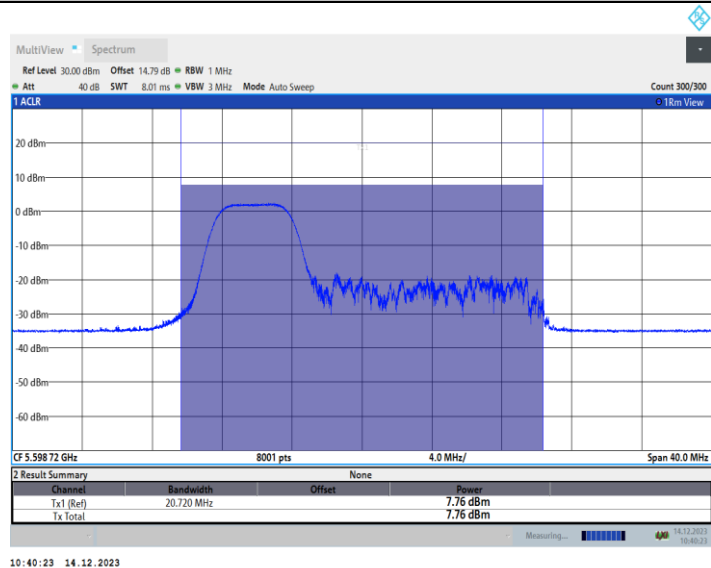 MultiView Spectrum
Ref Level 30.00 dBm Offset 14.79 dB RBW 1 MHz
Att 40 dB SWT 8.01 ms VBW 3 MHz Mode Auto Sweep Count 300/300
1 ACLR 1Rm View
20 dBm
10 dBm
0 dBm
-10 dBm
-20 dBm
-30 dBm
-40 dBm
-50 dBm
-60 dBm
CF 5.598 72 GHz 8001 pts 4.0 MHz/ Span 40.0 MHz
2 Result Summary None
Channel Bandwidth Offset Power
Tx1 (Ref) 20.720 MHz 7.76 dBm
Tx Total 7.76 dBm
Measuring... 14.12.2023
10:40:23
10:40:23 14.12.2023